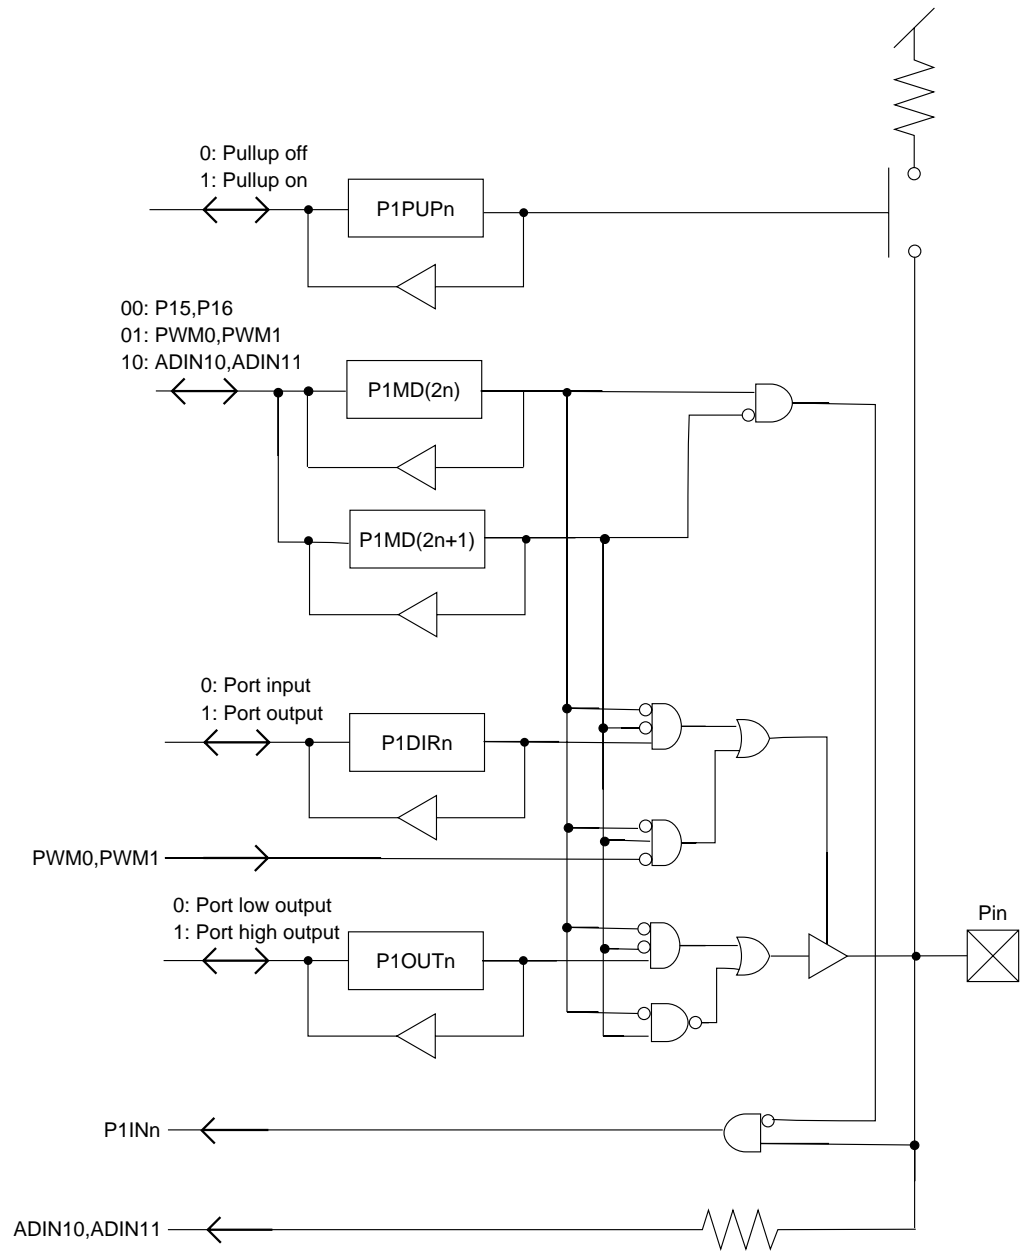 0: Pullup off
1: Pullup on
P1PUPn
00: P15,P16
01: PWM0,PWM1
10: ADIN10,ADIN11
P1MD(2n)
P1MD(2n+1)
0: Port input
1: Port output
P1DIRn
PWM0,PWM1
0: Port low output
1: Port high output
P1OUTn
Pin
P1INn
ADIN10,ADIN11